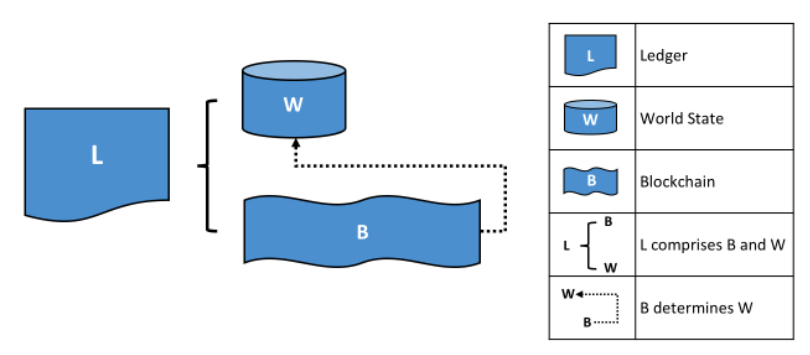 L
W
B
L Ledger
W World State
B Blockchain
B
L L comprises B and W
W
W
B determines W
B